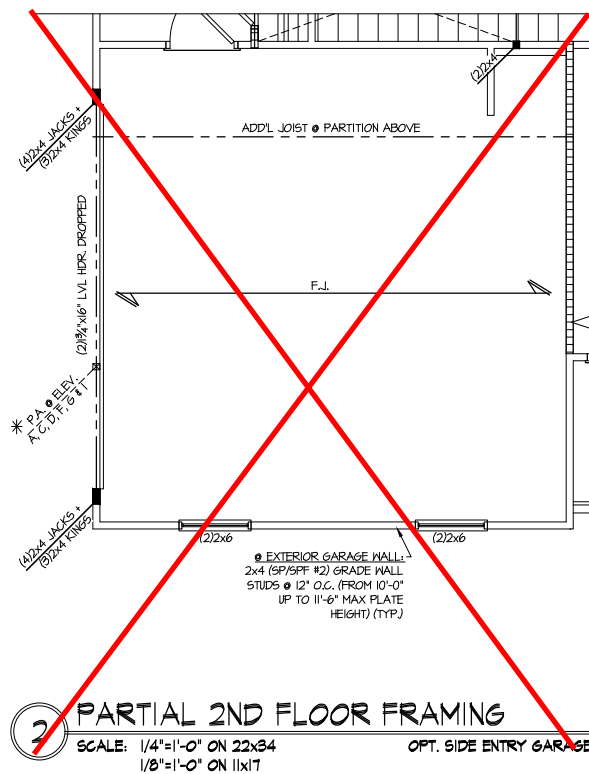 (2)2x4
ADD'L JOIST @ PARTITION ABOVE
(4)2x4 JACKS +
(3)2x4 KINGS
(2)1¾"x16" LVL HDR. DROPPED
F.J.
* P.A. @ ELEV.
A, C, D, F, G & I
(4)2x4 JACKS +
(3)2x4 KINGS
(2)2x6
(2)2x6
@ EXTERIOR GARAGE WALL:
2x4 (SP/SPF #2) GRADE WALL
STUDS @ 12" O.C. (FROM 10'-0"
UP TO 11'-6" MAX PLATE
HEIGHT) (TYP.)
2
PARTIAL 2ND FLOOR FRAMING
SCALE: 1/4"=1'-0" ON 22x34
OPT. SIDE ENTRY GARAGE
1/8"=1'-0" ON 11x17